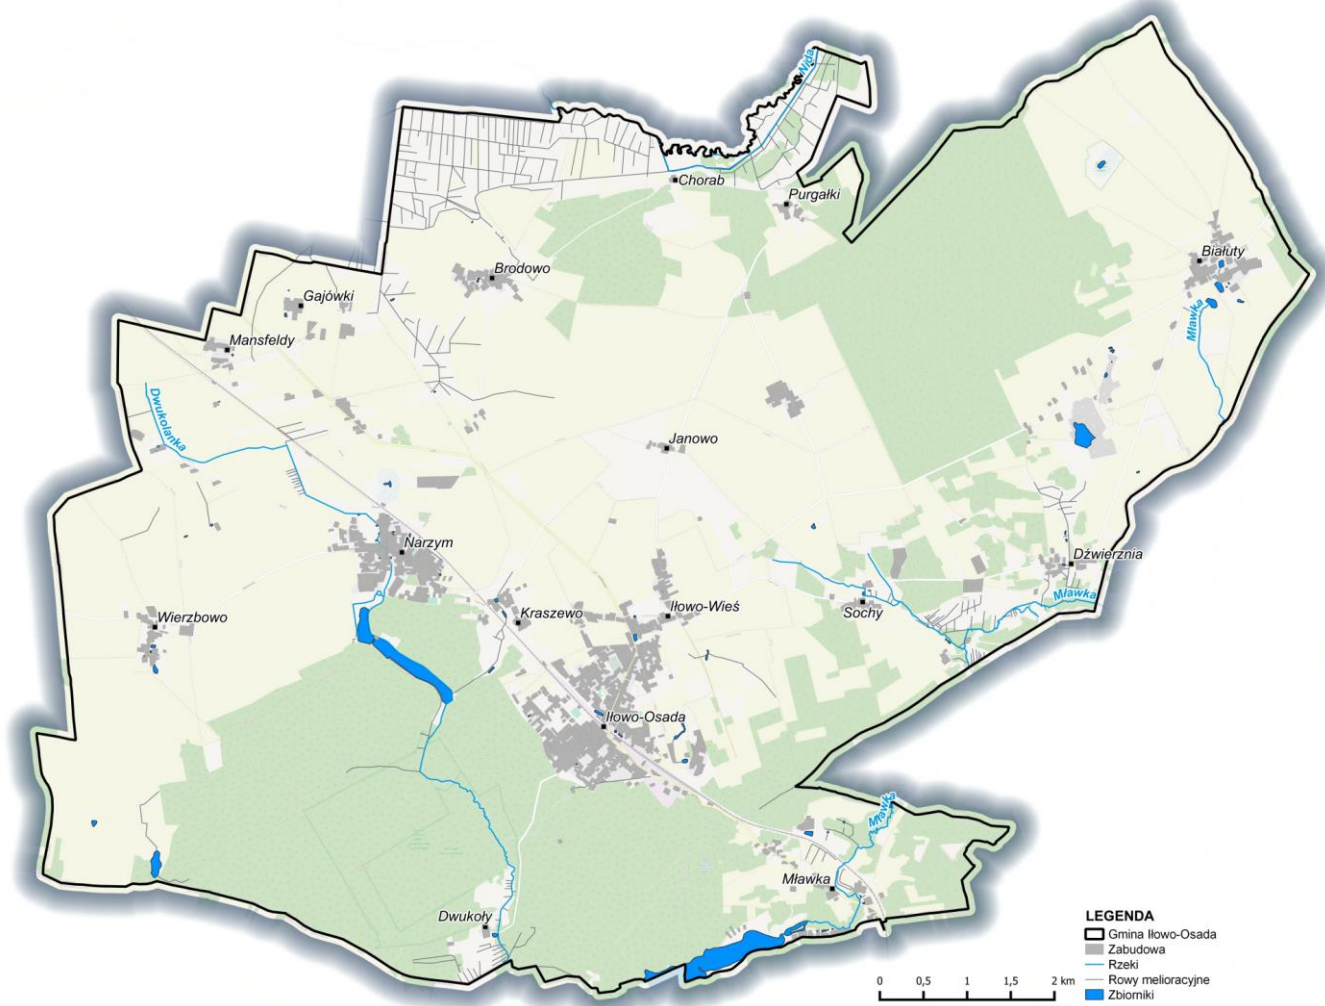 Nida
Chorab
Purgałki
Białuty
Brodowo
Gajówki
Mławka
Mansfeldy
Dwukolanka
Janowo
Narzym
Dźwierznia
Mławka
Sochy
Iłowo-Wieś
Kraszewo
Wierzbowo
Iłowo-Osada
Mławka
Mławka
Dwukoły
LEGENDA
Gmina Iłowo-Osada
Zabudowa
Rzeki
Rowy melioracyjne
Zbiorniki
0 0,5 1 1,5 2 km